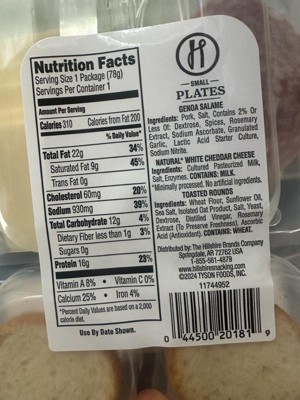 Nutrition Facts
Serving Size 1 Package (78g)
Servings Per Container 1
Amount Per Serving
Calories 310 Calories from Fat 200
% Daily Value*
Total Fat 22g 34%
Saturated Fat 9g 45%
Trans Fat 0g
Cholesterol 60mg 20%
Sodium 930mg 39%
Total Carbohydrate 12g 4%
Dietary Fiber less than 1g 3%
Sugars 0g
Protein 16g 23%
Vitamin A 8% • Vitamin C 0%
Calcium 25% • Iron 4%
*Percent Daily Values are based on a 2,000
calorie diet.
Use By Date Shown.
H
SMALL
PLATES
GENOA SALAME
Ingredients: Pork, Salt, Contains 2% Or
Less Of: Dextrose, Spices, Rosemary
Extract, Sodium Ascorbate, Granulated
Garlic, Lactic Acid Starter Culture,
Sodium Nitrite.
NATURAL* WHITE CHEDDAR CHEESE
Ingredients: Cultured Pasteurized Milk,
Salt, Enzymes. CONTAINS: MILK.
*Minimally processed. No artificial ingredients.
TOASTED ROUNDS
Ingredients: Wheat Flour, Sunflower Oil,
Sea Salt, Isolated Oat Product, Salt, Yeast,
Dextrose, Distilled Vinegar, Rosemary
Extract (To Preserve Freshness), Ascorbic
Acid (Antioxidant). CONTAINS: WHEAT.
Distributed by: The Hillshire Brands Company
Springdale, AR 72762 USA
1-855-561-4879
www.hillshiresnacking.com
©2024 TYSON FOODS, INC.
11744952
0 44500 20181 9